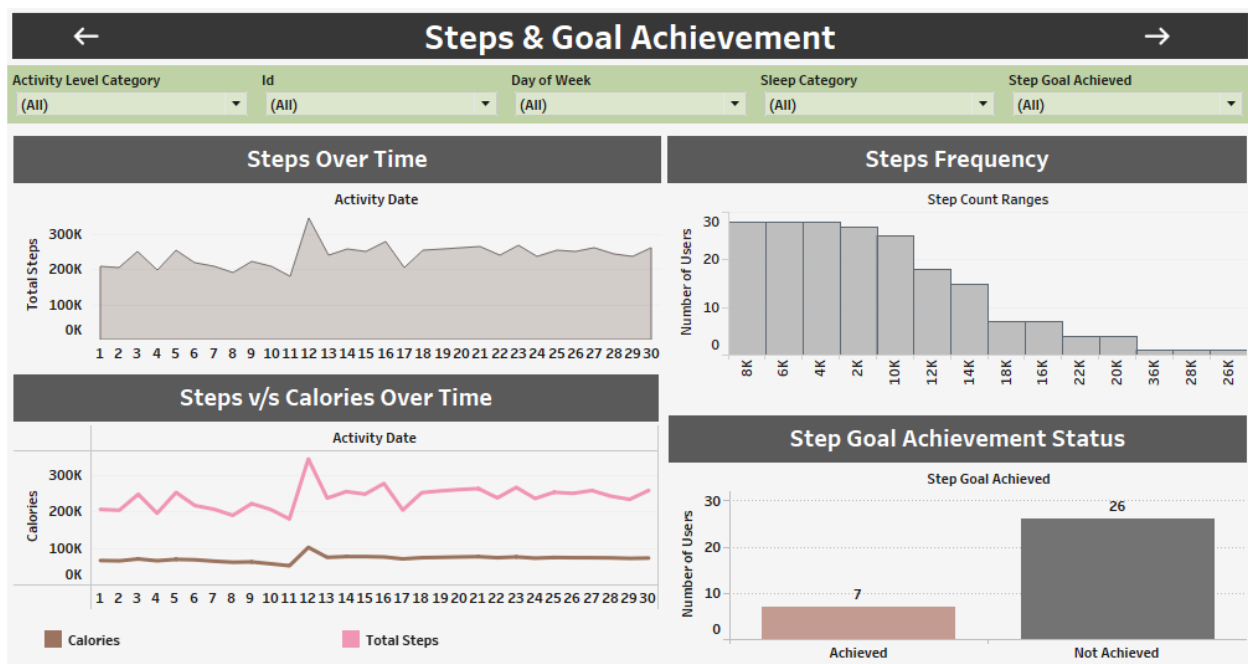 ← Steps & Goal Achievement →
Activity Level Category Id Day of Week Sleep Category Step Goal Achieved
(All) (All) (All) (All) (All)
Steps Over Time
Activity Date
Total Steps
300K
200K
100K
0K
1 2 3 4 5 6 7 8 9 10 11 12 13 14 15 16 17 18 19 20 21 22 23 24 25 26 27 28 29 30
Steps Frequency
Step Count Ranges
Number of Users
30
20
10
0
8K 6K 4K 2K 10K 12K 14K 18K 16K 22K 20K 36K 28K 26K
Steps v/s Calories Over Time
Activity Date
Calories
300K
200K
100K
0K
1 2 3 4 5 6 7 8 9 10 11 12 13 14 15 16 17 18 19 20 21 22 23 24 25 26 27 28 29 30
Calories Total Steps
Step Goal Achievement Status
Step Goal Achieved
Number of Users
30
20
10
0
7 26
Achieved Not Achieved